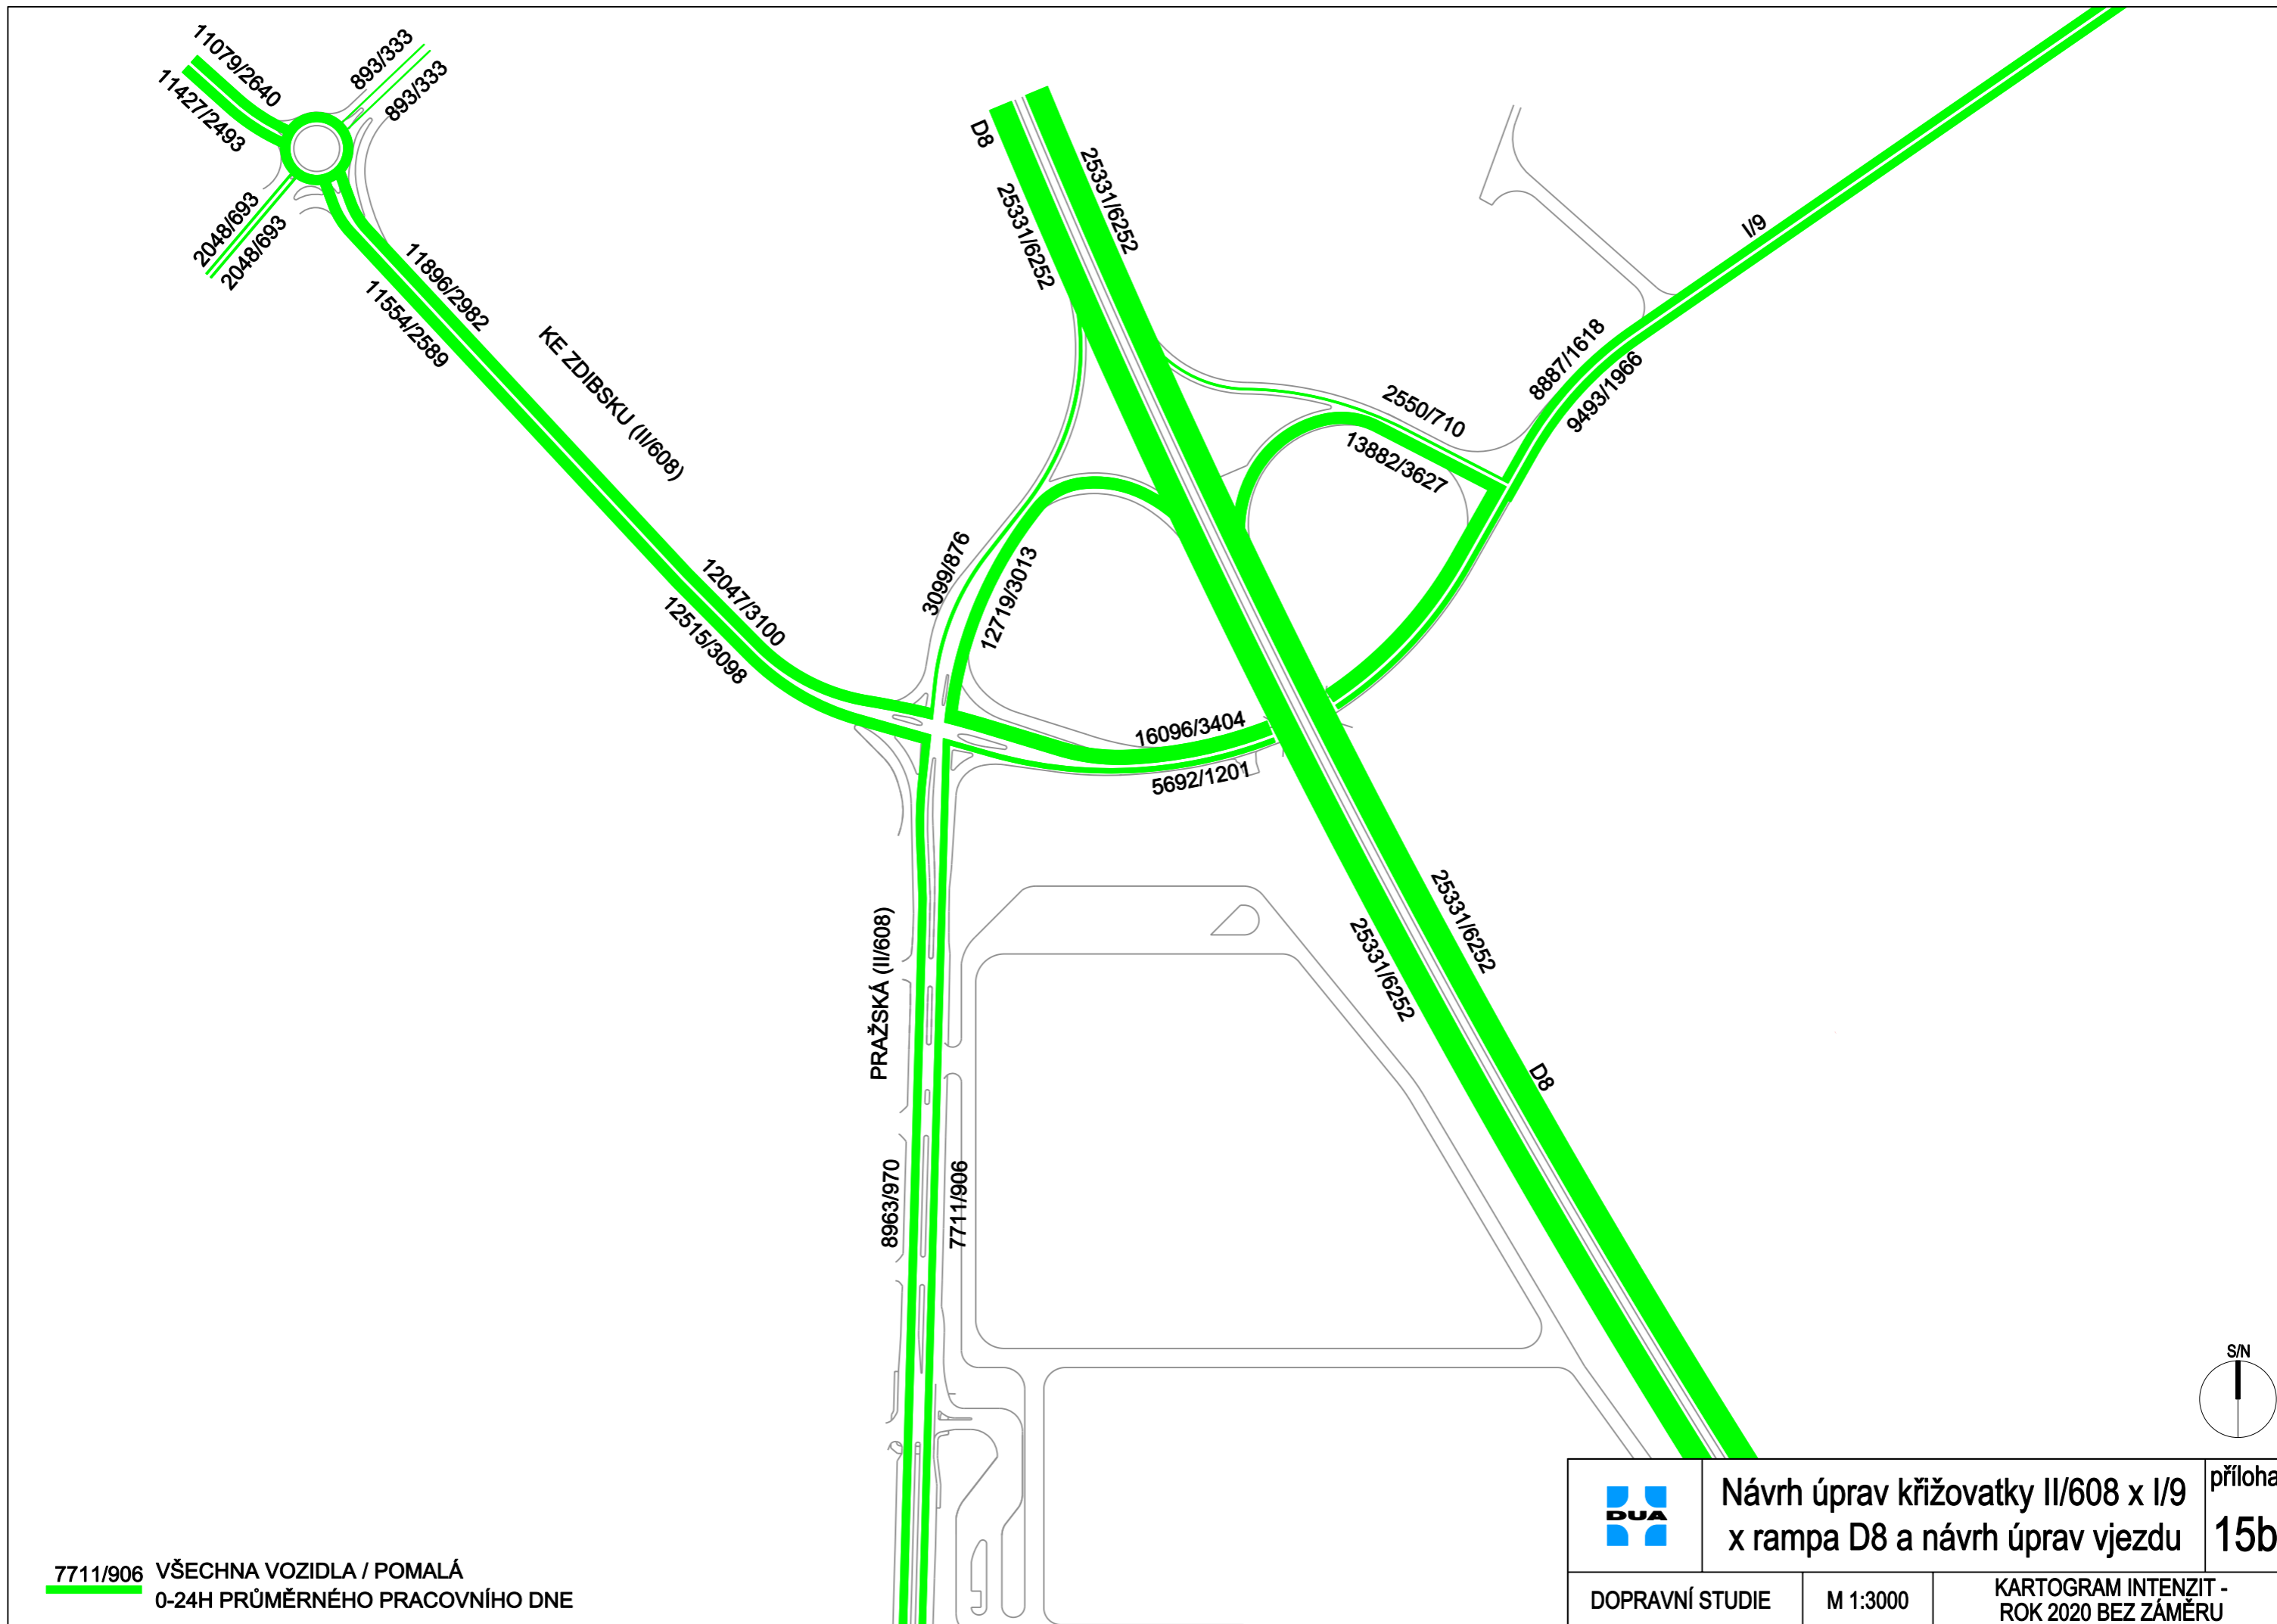 11079/2640
11427/2493
893/333
893/333
2048/693
2048/693
11896/2982
11554/2589
KE ZDIBSKU (II/608)
12047/3100
12515/3098
D8
25331/6252
25331/6252
I/9
8887/1618
9493/1966
2550/710
13882/3627
3099/876
12719/3013
16096/3404
5692/1201
25331/6252
25331/6252
D8
PRAŽSKÁ (II/608)
8963/970
7711/906
S/N
7711/906 VŠECHNA VOZIDLA / POMALÁ
0-24H PRŮMĚRNÉHO PRACOVNÍHO DNE
DUA
Návrh úprav křižovatky II/608 x I/9
x rampa D8 a návrh úprav vjezdu
příloha
15b
DOPRAVNÍ STUDIE
M 1:3000
KARTOGRAM INTENZIT -
ROK 2020 BEZ ZÁMĚRU